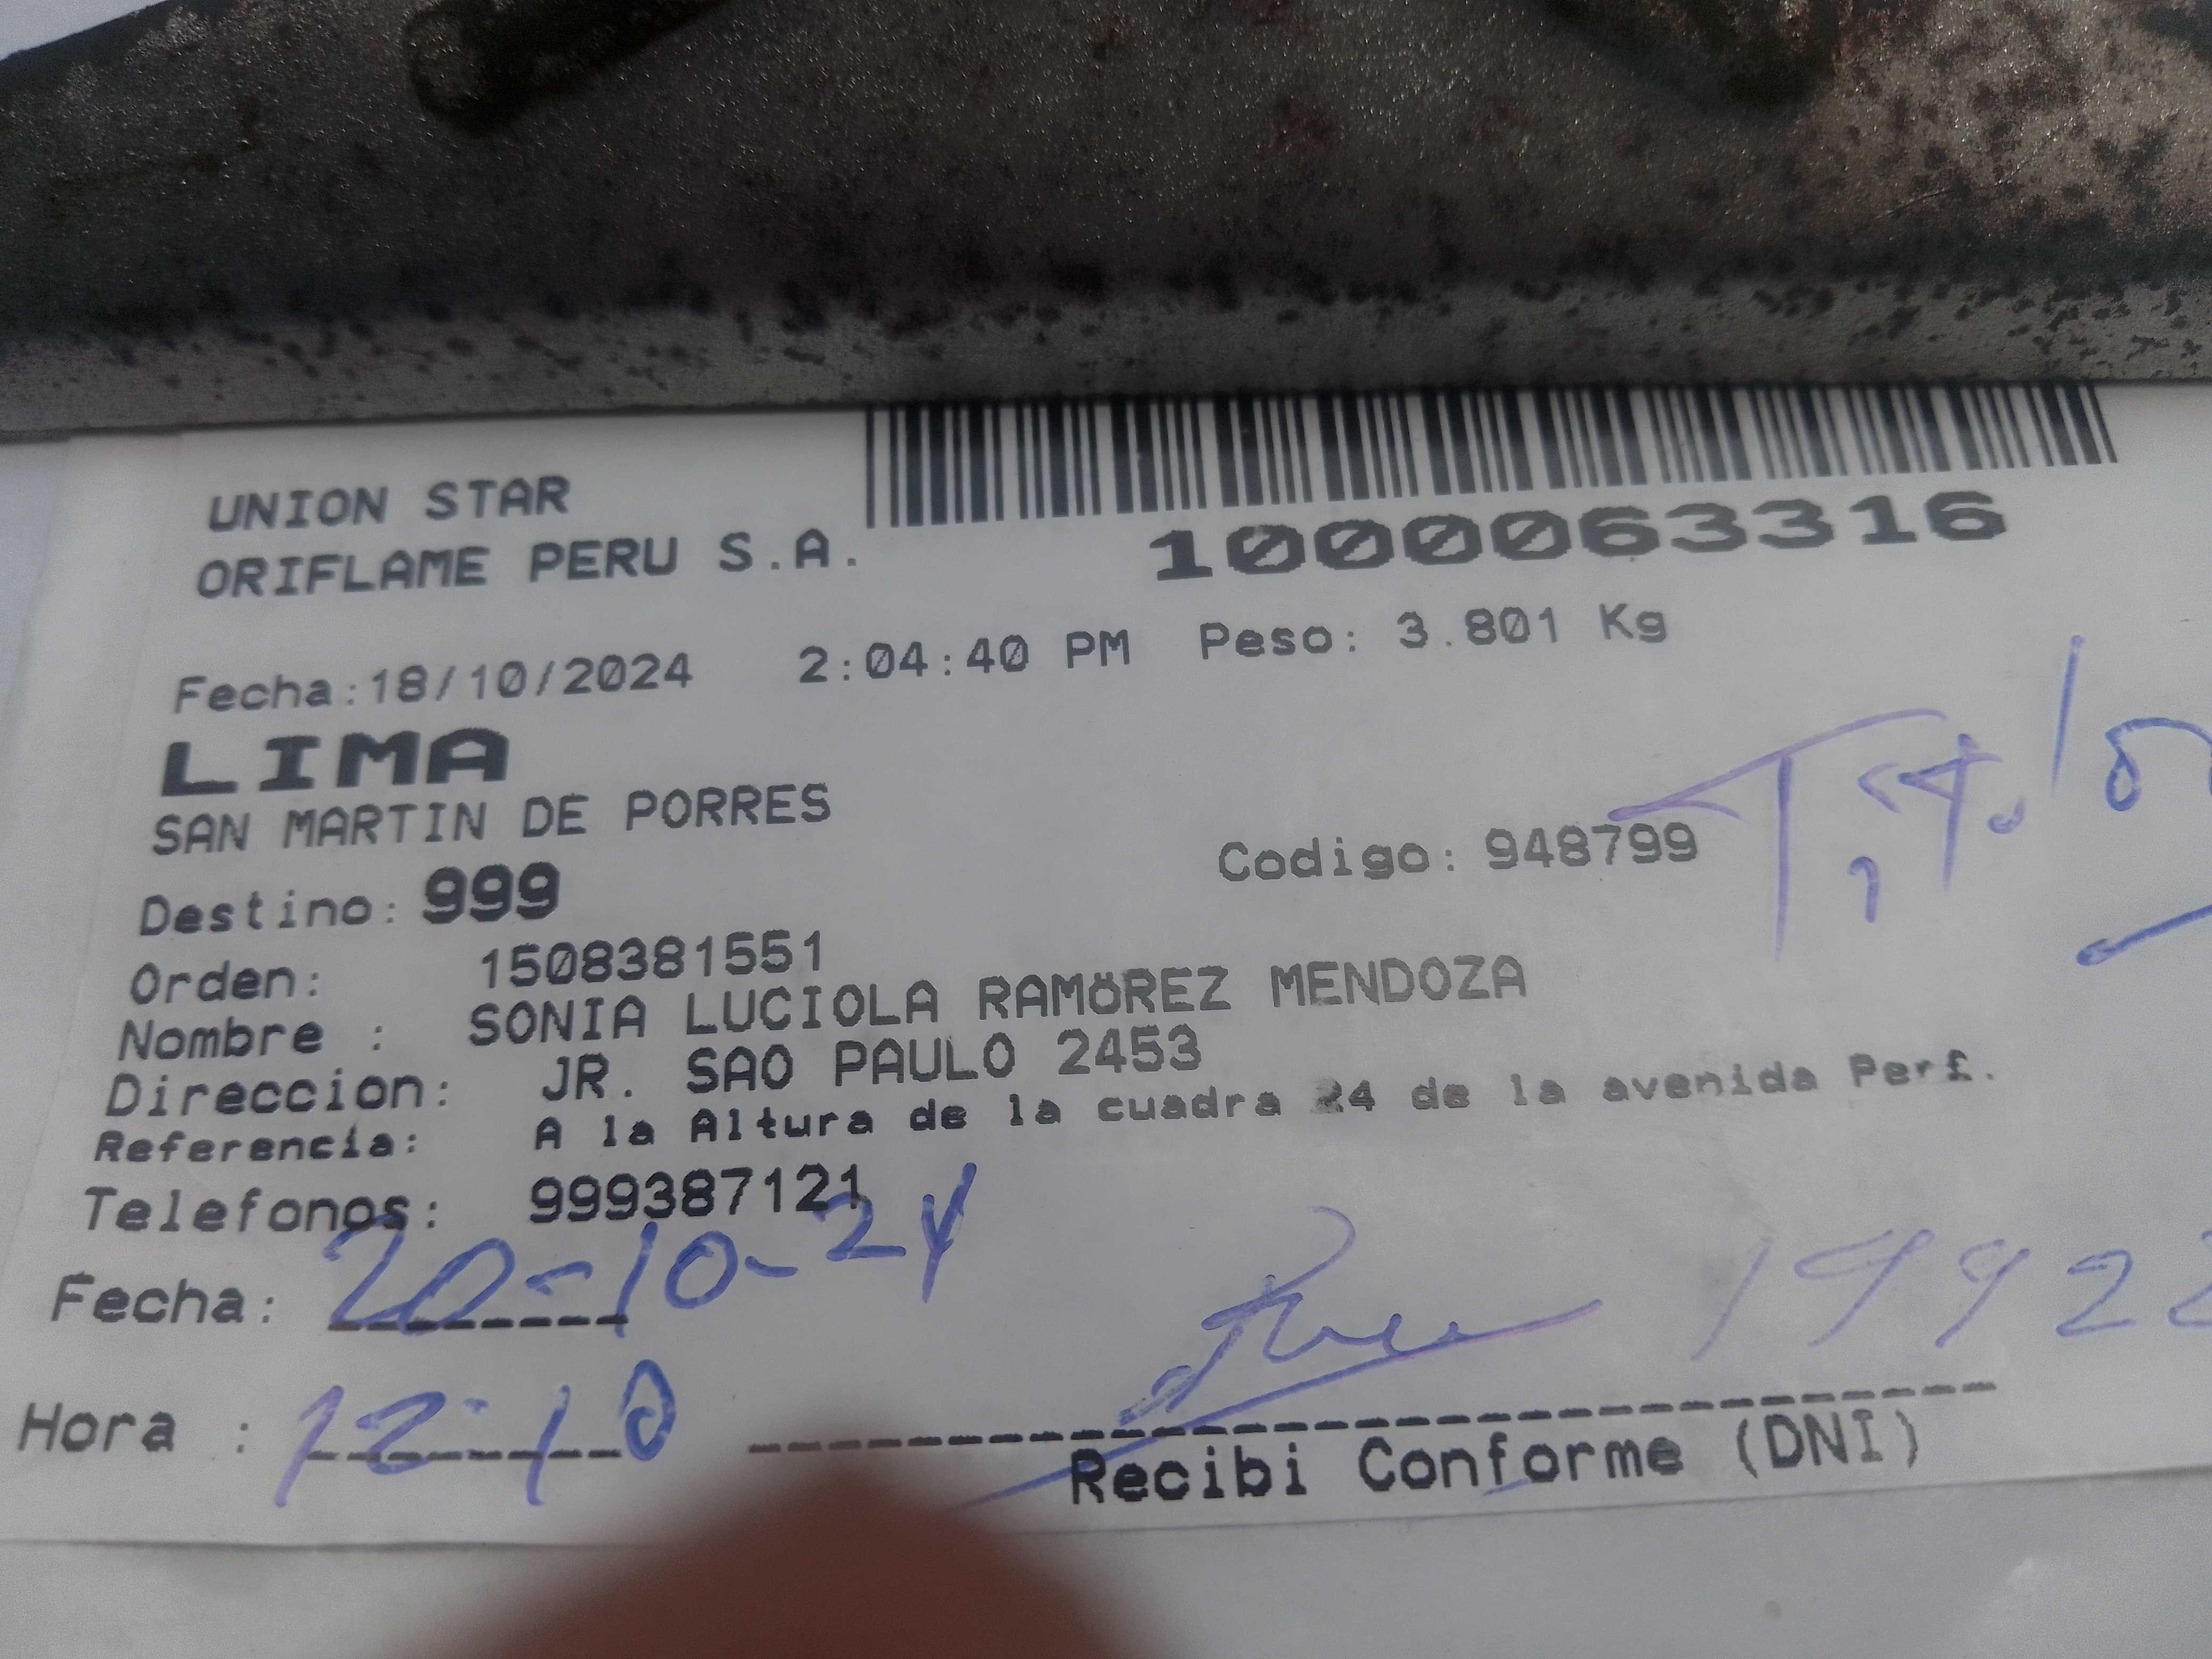 UNION STAR
ORIFLAME PERU S.A.
1000063316
Fecha:18/10/2024 2:04:40 PM Peso: 3.801 Kg
LIMA
SAN MARTIN DE PORRES
Destino: 999 Codigo: 948799
Orden: 1508381551
Nombre : SONIA LUCIOLA RAMÖREZ MENDOZA
Direccion: JR. SAO PAULO 2453
Referencia: A la Altura de la cuadra 24 de la avenida Per£.
Telefonos: 999387121
Fecha: 20-10-24
Hora : 12:10
Recibi Conforme (DNI)